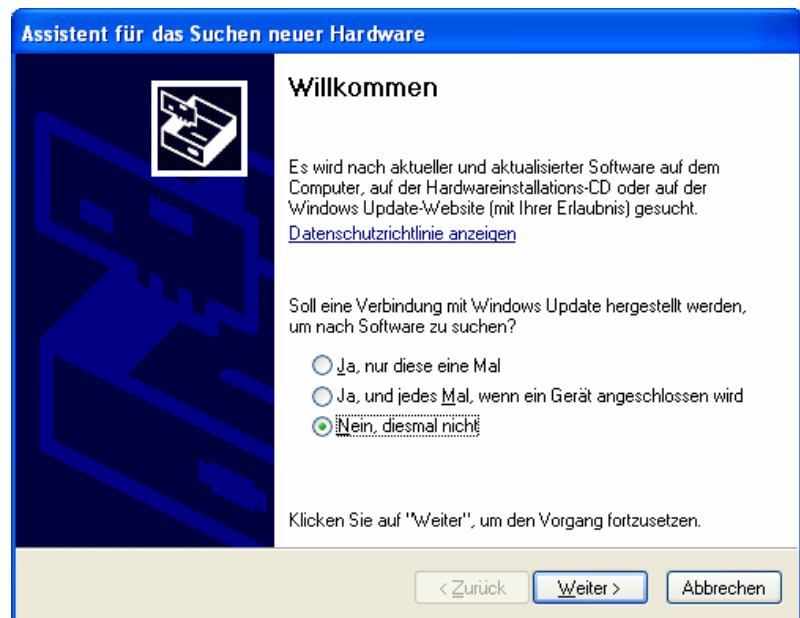 Assistent für das Suchen neuer Hardware
Willkommen
Es wird nach aktueller und aktualisierter Software auf dem
Computer, auf der Hardwareinstallations-CD oder auf der
Windows Update-Website (mit Ihrer Erlaubnis) gesucht.
Datenschutzrichtlinie anzeigen
Soll eine Verbindung mit Windows Update hergestellt werden,
um nach Software zu suchen?
Ja, nur diese eine Mal
Ja, und jedes Mal, wenn ein Gerät angeschlossen wird
Nein, diesmal nicht
Klicken Sie auf "Weiter", um den Vorgang fortzusetzen.
< Zurück Weiter > Abbrechen